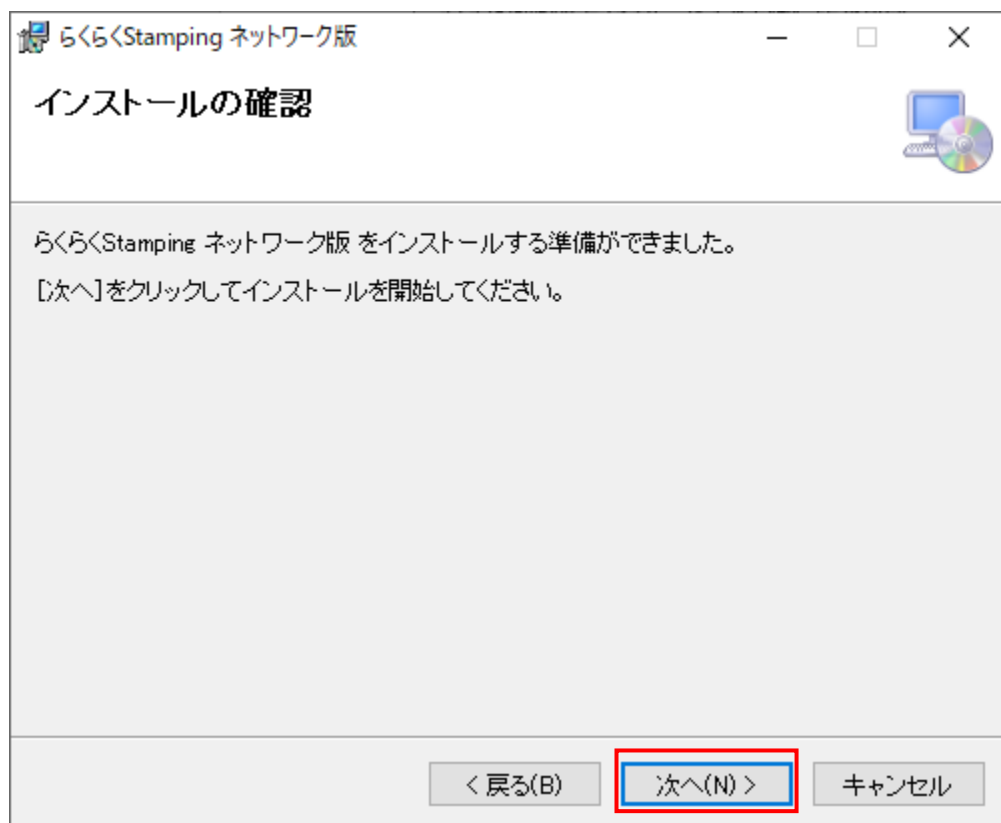 らくらくStamping ネットワーク版
インストールの確認
らくらくStamping ネットワーク版 をインストールする準備ができました。
[次へ]をクリックしてインストールを開始してください。
< 戻る(B)
次へ(N) >
キャンセル